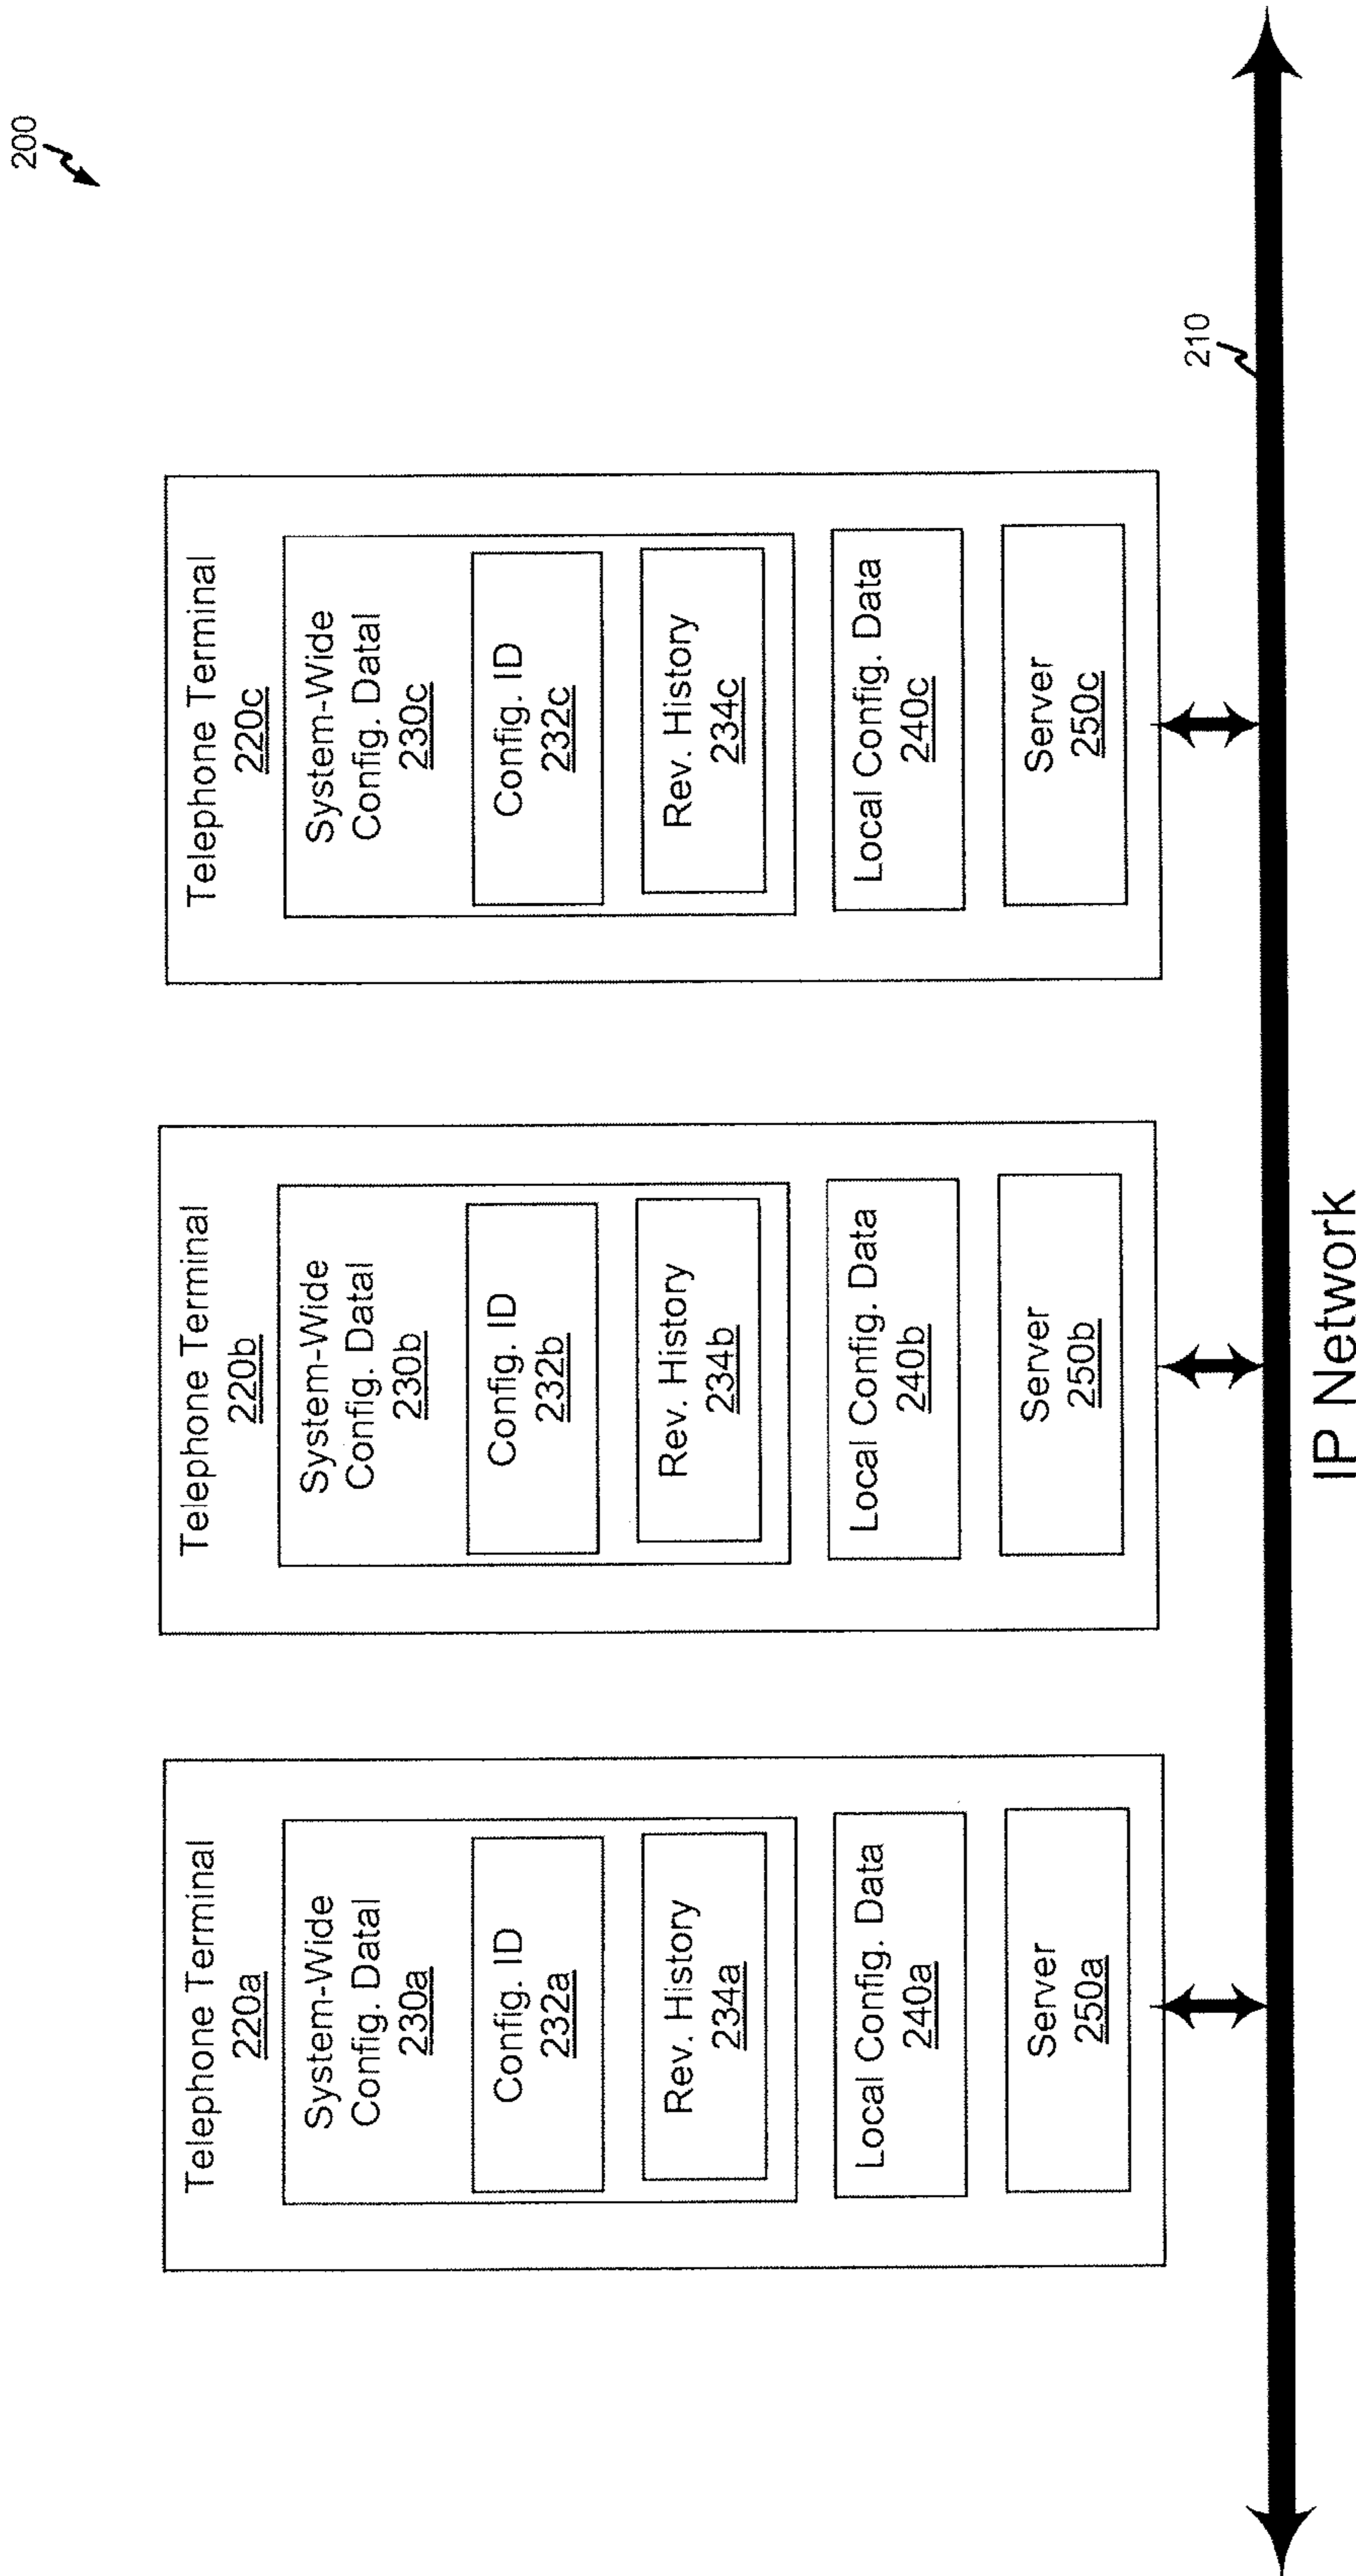 200
Telephone Terminal
220a
System-Wide
Config. Datal
230a
Config. ID
232a
Rev. History
234a
Local Config. Data
240a
Server
250a
Telephone Terminal
220b
System-Wide
Config. Datal
230b
Config. ID
232b
Rev. History
234b
Local Config. Data
240b
Server
250b
Telephone Terminal
220c
System-Wide
Config. Datal
230c
Config. ID
232c
Rev. History
234c
Local Config. Data
240c
Server
250c
210
IP Network